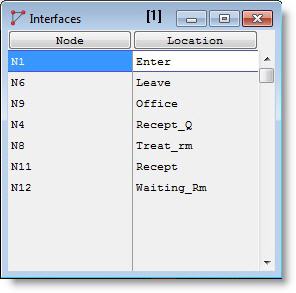 Interfaces [1]
Node Location
N1 Enter
N6 Leave
N9 Office
N4 Recept_Q
N8 Treat_rm
N11 Recept
N12 Waiting_Rm